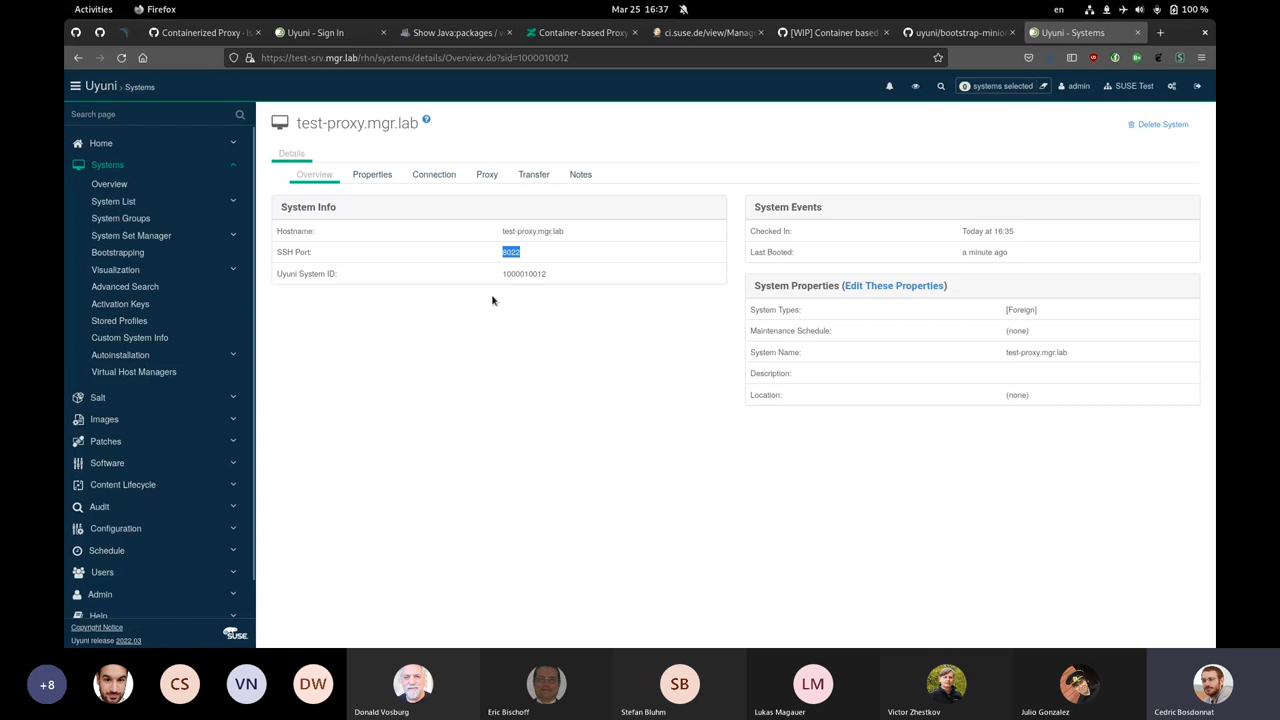 Activities
Firefox
Mar 25 16:37
en
100 %
Containerized Proxy · Is
Uyuni - Sign In
Show Java:packages / v
Container-based Proxy
ci.suse.de/view/Manag
[WIP] Container based
uyuni/bootstrap-minion
Uyuni - Systems
https://test-srv.mgr.lab/rhn/systems/details/Overview.do?sid=1000010012
Uyuni › Systems
0 systems selected
admin
SUSE Test
Search page
Home
Systems
Overview
System List
System Groups
System Set Manager
Bootstrapping
Visualization
Advanced Search
Activation Keys
Stored Profiles
Custom System Info
Autoinstallation
Virtual Host Managers
Salt
Images
Patches
Software
Content Lifecycle
Audit
Configuration
Schedule
Users
Admin
Help
Copyright Notice
Uyuni release 2022.03
SUSE
test-proxy.mgr.lab
Delete System
Details
Overview Properties Connection Proxy Transfer Notes
System Info
Hostname: test-proxy.mgr.lab
SSH Port: 8022
Uyuni System ID: 1000010012
System Events
Checked In: Today at 16:35
Last Booted: a minute ago
System Properties (Edit These Properties)
System Types: [Foreign]
Maintenance Schedule: (none)
System Name: test-proxy.mgr.lab
Description:
Location: (none)
+8
CS
VN
DW
SB
LM
Donald Vosburg
Eric Bischoff
Stefan Bluhm
Lukas Magauer
Victor Zhestkov
Julio Gonzalez
Cedric Bosdonnat